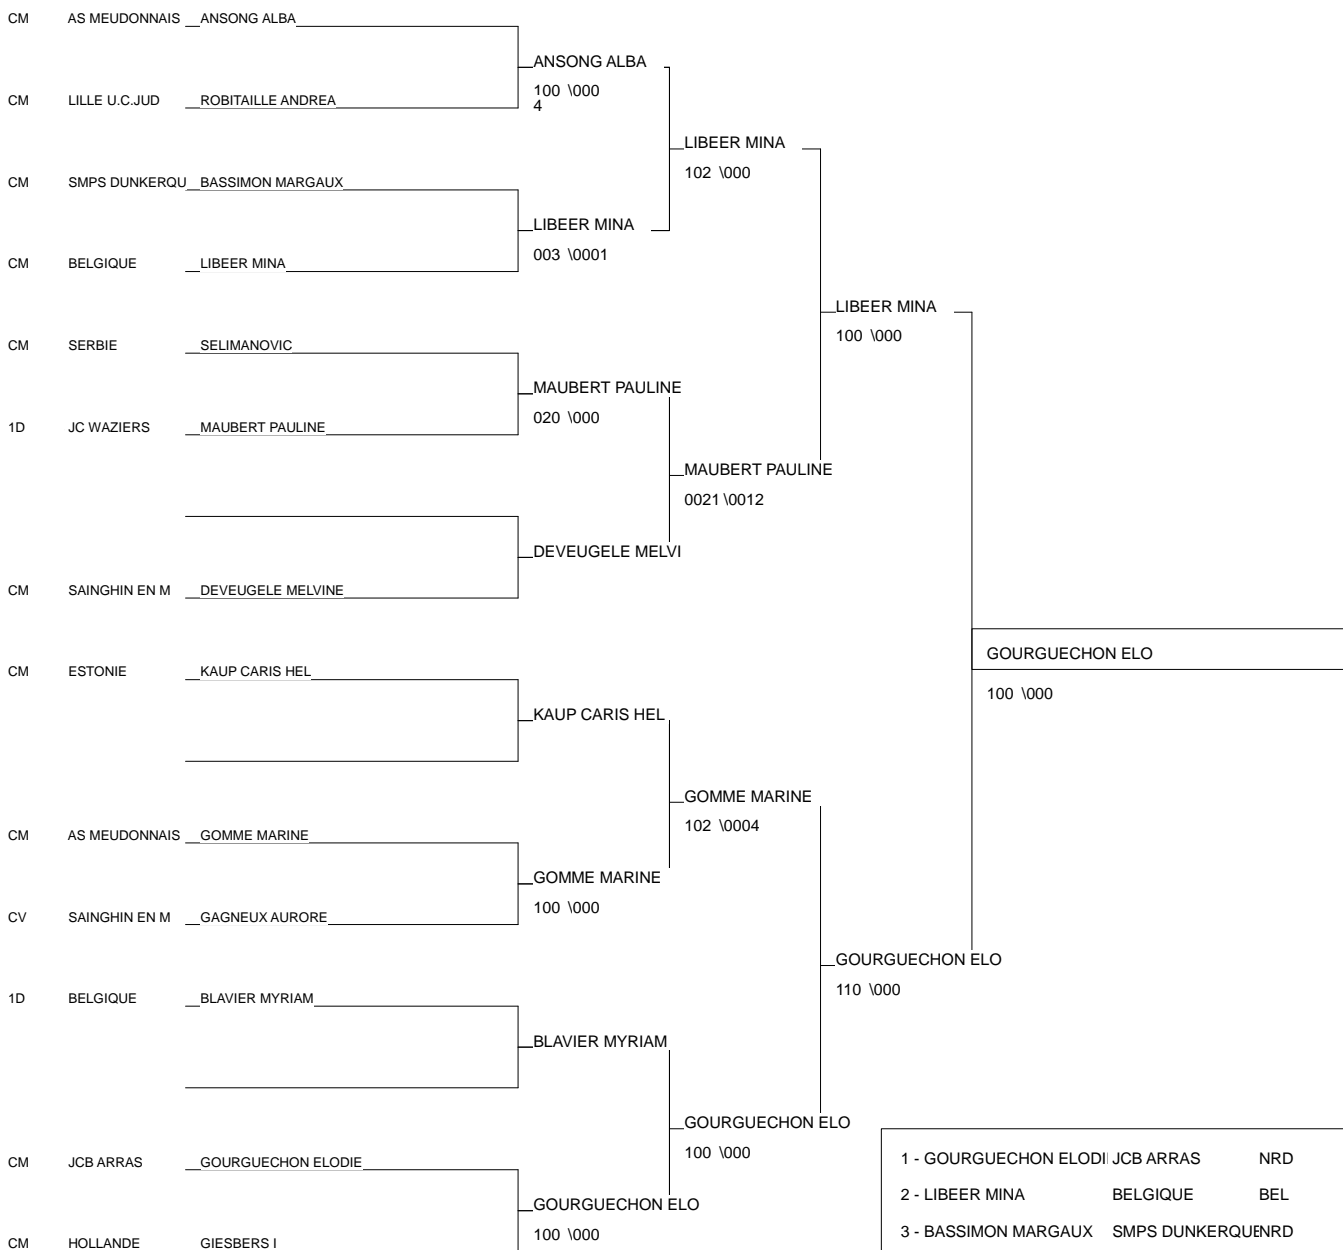 CM AS MEUDONNAIS ANSONG ALBA
ANSONG ALBA
100 \000
4
CM LILLE U.C.JUD ROBITAILLE ANDREA
LIBEER MINA
102 \000
CM SMPS DUNKERQU BASSIMON MARGAUX
LIBEER MINA
003 \0001
CM BELGIQUE LIBEER MINA
LIBEER MINA
100 \000
CM SERBIE SELIMANOVIC
MAUBERT PAULINE
020 \000
1D JC WAZIERS MAUBERT PAULINE
MAUBERT PAULINE
0021 \0012
DEVEUGELE MELVI
CM SAINGHIN EN M DEVEUGELE MELVINE
GOURGUECHON ELO
100 \000
CM ESTONIE KAUP CARIS HEL
KAUP CARIS HEL
GOMME MARINE
102 \0004
CM AS MEUDONNAIS GOMME MARINE
GOMME MARINE
100 \000
CV SAINGHIN EN M GAGNEUX AURORE
GOURGUECHON ELO
110 \000
1D BELGIQUE BLAVIER MYRIAM
BLAVIER MYRIAM
GOURGUECHON ELO
100 \000
CM JCB ARRAS GOURGUECHON ELODIE
GOURGUECHON ELO
100 \000
CM HOLLANDE GIESBERS I
1 - GOURGUECHON ELODI JCB ARRAS NRD
2 - LIBEER MINA BELGIQUE BEL
3 - BASSIMON MARGAUX SMPS DUNKERQUE NRD